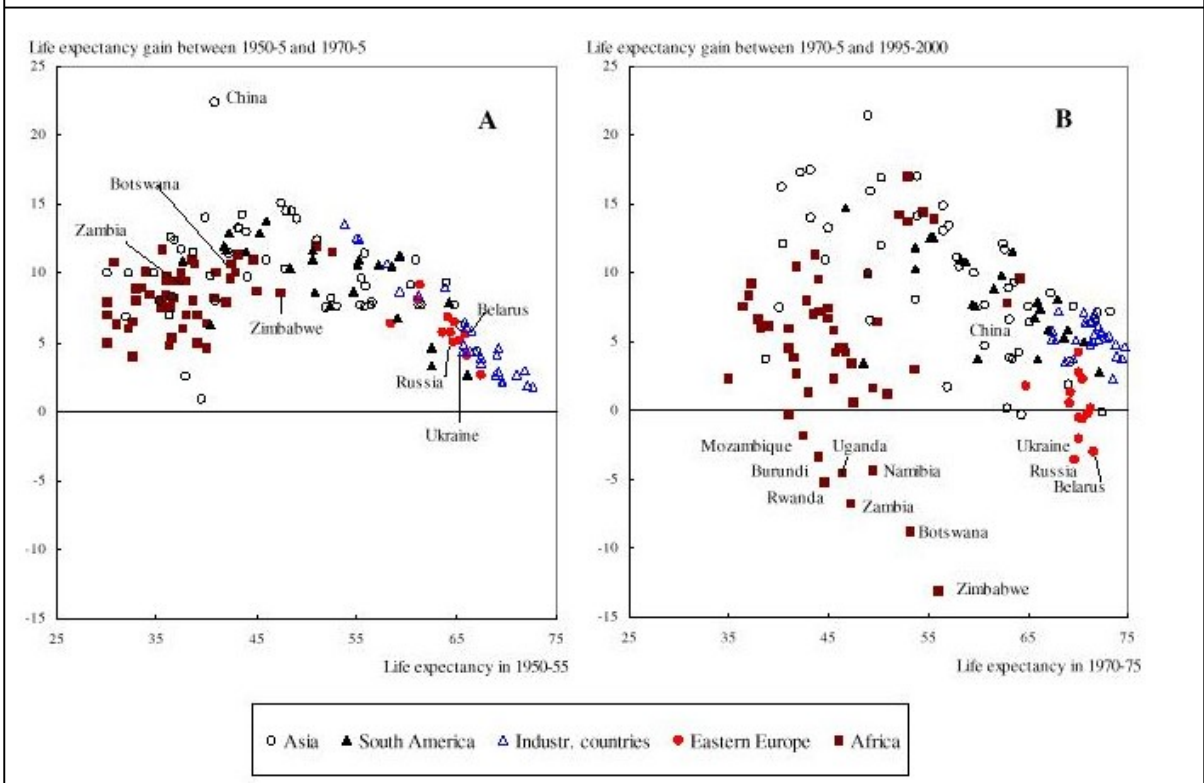 Life expectancy gain between 1950-5 and 1970-5
25
20
15
10
5
0
-5
-10
-15
25 35 45 55 65 75
Life expectancy in 1950-55
A
China
Botswana
Zambia
Zimbabwe
Belarus
Russia
Ukraine
Life expectancy gain between 1970-5 and 1995-2000
25
20
15
10
5
0
-5
-10
-15
25 35 45 55 65 75
Life expectancy in 1970-75
B
China
Mozambique
Uganda
Burundi
Namibia
Rwanda
Zambia
Botswana
Zimbabwe
Ukraine
Russia
Belarus
Asia South America Industr. countries Eastern Europe Africa